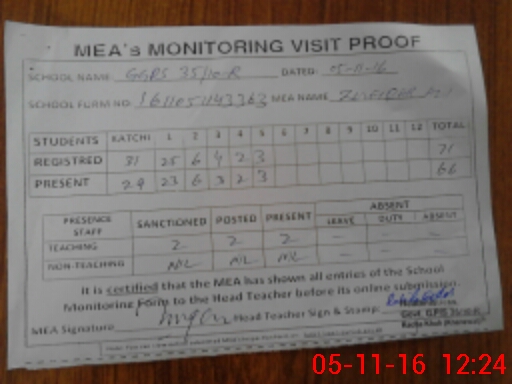 MEA's MONITORING VISIT PROOF
SCHOOL NAME GGPS 35/10-R DATED: 05-11-16
SCHOOL FORM NO. MEA NAME
STUDENTS KATCHI 1 2 3 4 5 6 7 8 9 10 11 12 TOTAL
REGISTRED 31 25 6 4 2 3 71
PRESENT 29 23 6 3 2 3 66
PRESENCE STAFF SANCTIONED POSTED PRESENT ABSENT
LEAVE DUTY ABSENT
TEACHING 2 2 2 - - -
NON-TEACHING NIL NIL NIL - - -
It is certified that the MEA has shown all entries of the School
Monitoring Form to the Head Teacher before its online submission.
MEA Signature Head Teacher Sign & Stamp:
Govt. GPS
05-11-16 12:24